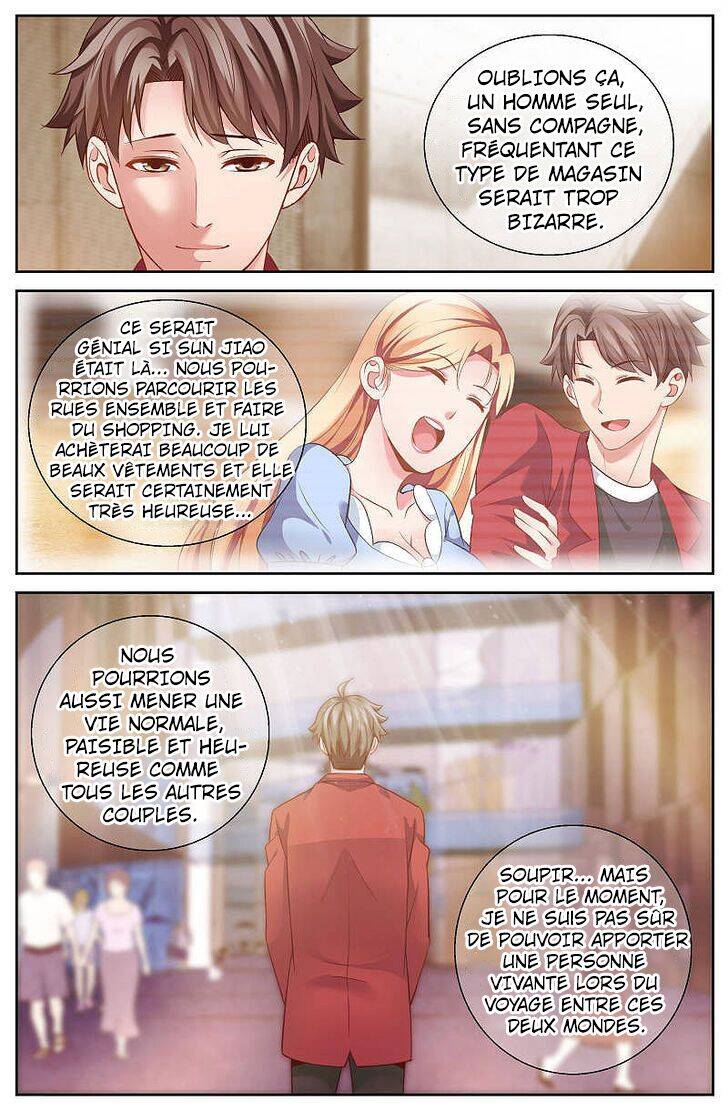 OUBLIONS ÇA,
UN HOMME SEUL,
SANS COMPAGNE,
FRÉQUENTANT CE
TYPE DE MAGASIN
SERAIT TROP
BIZARRE.
CE SERAIT
GÉNIAL SI SUN JIAO
ÉTAIT LÀ... NOUS POU-
RRIONS PARCOURIR LES
RUES ENSEMBLE ET FAIRE
DU SHOPPING. JE LUI
ACHÈTERAI BEAUCOUP DE
BEAUX VÊTEMENTS ET ELLE
SERAIT CERTAINEMENT
TRÈS HEUREUSE...
NOUS
POURRIONS
AUSSI MENER UNE
VIE NORMALE,
PAISIBLE ET HEU-
REUSE COMME
TOUS LES AUTRES
COUPLES.
SOUPIR... MAIS
POUR LE MOMENT,
JE NE SUIS PAS SÛR
DE POUVOIR APPORTER
UNE PERSONNE
VIVANTE LORS DU
VOYAGE ENTRE CES
DEUX MONDES.